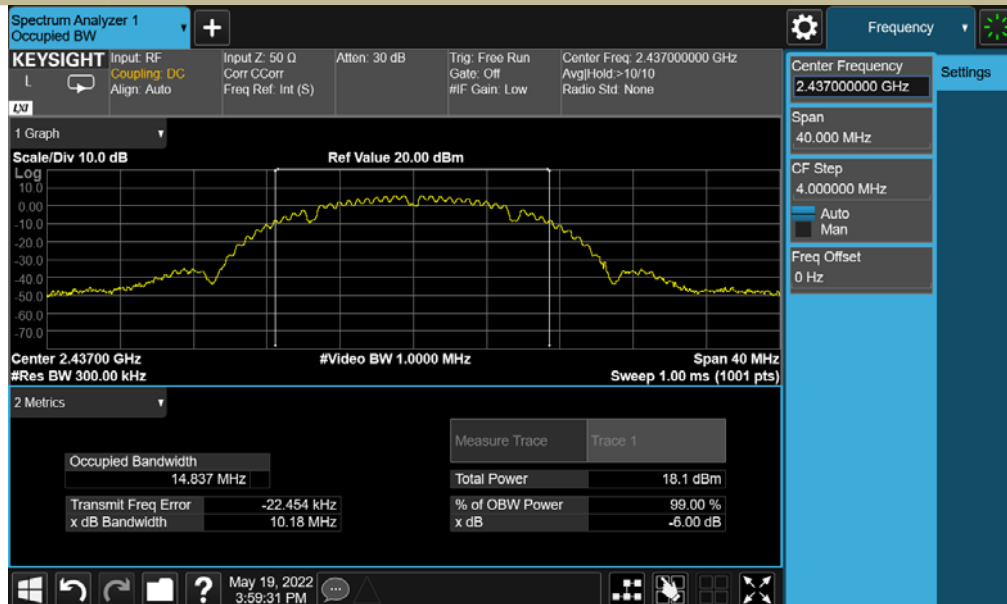 Spectrum Analyzer 1
Occupied BW
+
Frequency
KEYSIGHT
L
LXI
Input: RF
Coupling: DC
Align: Auto
Input Z: 50 Ω
Corr CCorr
Freq Ref: Int (S)
Atten: 30 dB
Trig: Free Run
Gate: Off
#IF Gain: Low
Center Freq: 2.437000000 GHz
Avg|Hold:>10/10
Radio Std: None
Center Frequency
2.437000000 GHz
Settings
Span
40.000 MHz
CF Step
4.000000 MHz
Auto
Man
Freq Offset
0 Hz
1 Graph
Scale/Div 10.0 dB
Ref Value 20.00 dBm
Log
10.0
0.00
-10.0
-20.0
-30.0
-40.0
-50.0
-60.0
-70.0
Center 2.43700 GHz
#Video BW 1.0000 MHz
Span 40 MHz
#Res BW 300.00 kHz
Sweep 1.00 ms (1001 pts)
2 Metrics
Measure Trace Trace 1
Occupied Bandwidth
14.837 MHz
Total Power 18.1 dBm
Transmit Freq Error -22.454 kHz
% of OBW Power 99.00 %
x dB Bandwidth 10.18 MHz
x dB -6.00 dB
?
May 19, 2022
3:59:31 PM